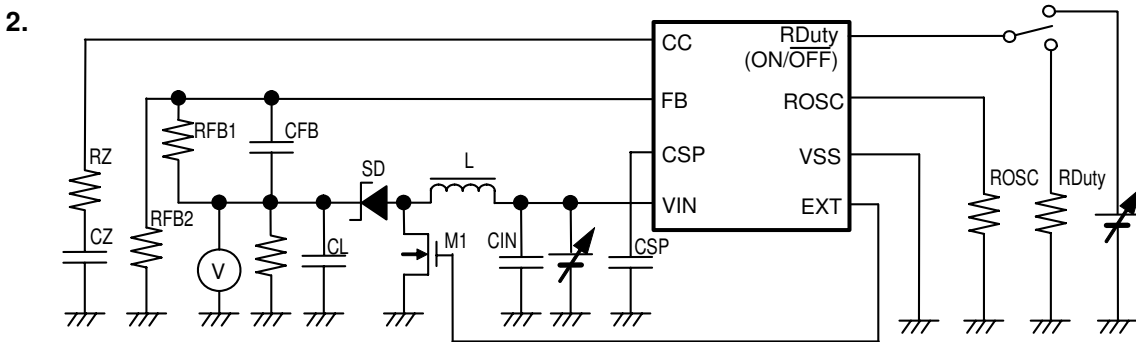 2.
CC
RDuty
(ON/OFF)
FB
ROSC
CSP
VSS
VIN
EXT
RFB1
CFB
RZ
SD
L
ROSC
RDuty
RFB2
CZ
V
CL
M1
CIN
CSP